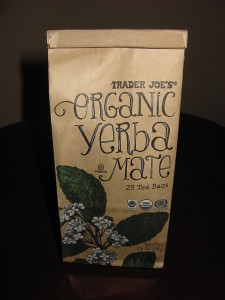 TRADER JOE'S®
ORGANIC
yerba
MATE
25 Tea Bags